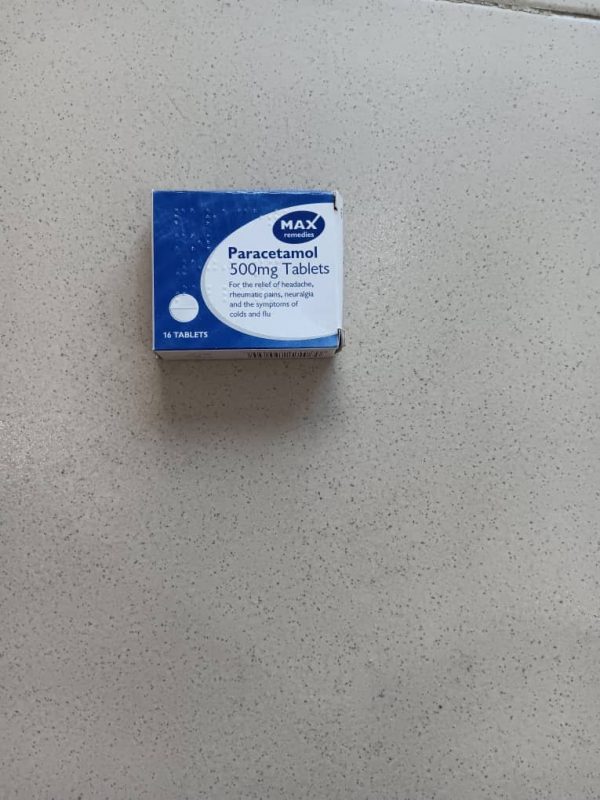 MAX
remedies
Paracetamol
500mg Tablets
For the relief of headache,
rheumatic pains, neuralgia
and the symptoms of
colds and flu
16 TABLETS